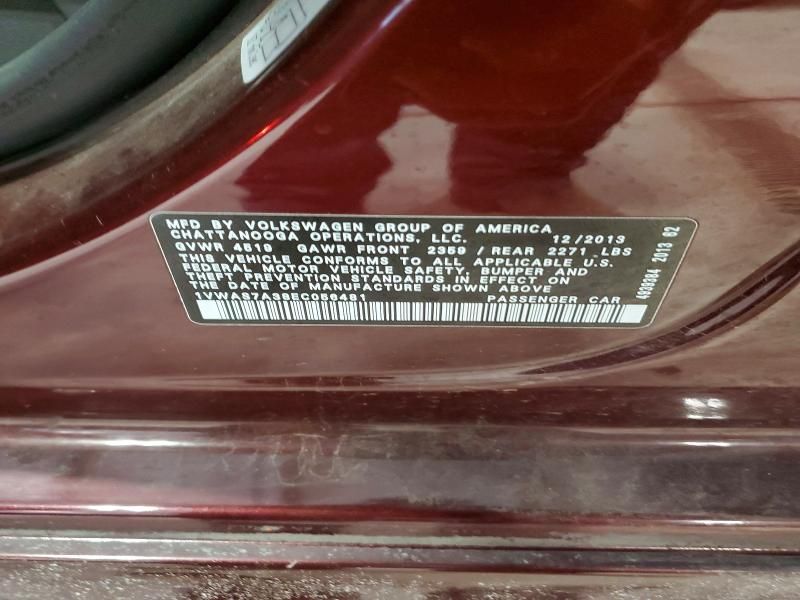 MFD BY VOLKSWAGEN GROUP OF AMERICA
CHATTANOOGA OPERATIONS, LLC. 12/2013
GVWR 4519 GAWR FRONT 2359 / REAR 2271 LBS
THIS VEHICLE CONFORMS TO ALL APPLICABLE U.S.
FEDERAL MOTOR VEHICLE SAFETY, BUMPER AND
THEFT PREVENTION STANDARDS IN EFFECT ON
THE DATE OF MANUFACTURE SHOWN ABOVE
1VWAS7A38EC056481 PASSENGER CAR
4939384 2013 62